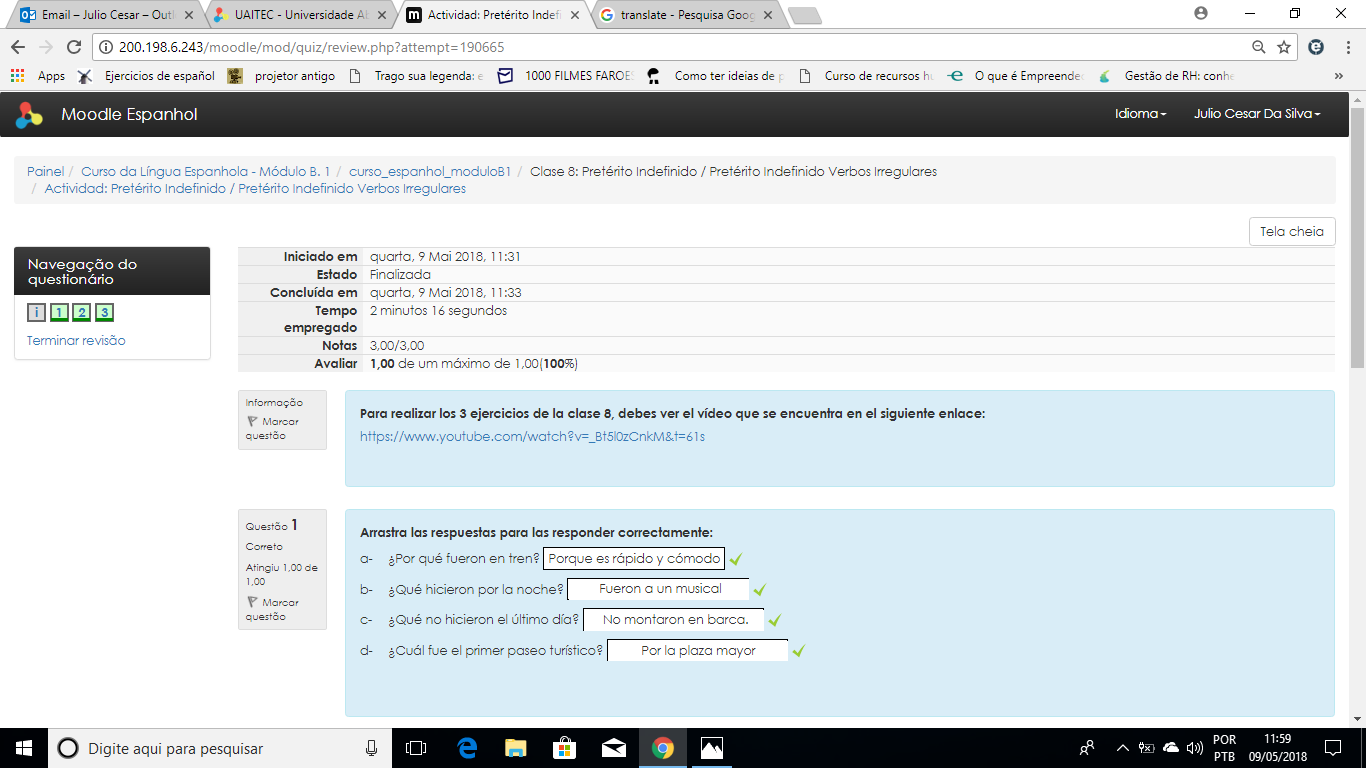 Email – Julio Cesar – Outl
UAITEC - Universidade Ab
Actividad: Pretérito Indefi
translate - Pesquisa Goog
200.198.6.243/moodle/mod/quiz/review.php?attempt=190665
Apps
Ejercicios de español
projetor antigo
Trago sua legenda: e
1000 FILMES FAROES
Como ter ideias de p
Curso de recursos hu
O que é Empreended
Gestão de RH: conhe
»
Moodle Espanhol
Idioma
Julio Cesar Da Silva
Painel / Curso da Língua Espanhola - Módulo B. 1 / curso_espanhol_moduloB1 / Clase 8: Pretérito Indefinido / Pretérito Indefinido Verbos Irregulares
/ Actividad: Pretérito Indefinido / Pretérito Indefinido Verbos Irregulares
Tela cheia
Navegação do
questionário
i 1 2 3
Terminar revisão
Iniciado em quarta, 9 Mai 2018, 11:31
Estado Finalizada
Concluída em quarta, 9 Mai 2018, 11:33
Tempo 2 minutos 16 segundos
empregado
Notas 3,00/3,00
Avaliar 1,00 de um máximo de 1,00(100%)
Informação
Marcar
questão
Para realizar los 3 ejercicios de la clase 8, debes ver el vídeo que se encuentra en el siguiente enlace:
https://www.youtube.com/watch?v=_Bt5l0zCnkM&t=61s
Questão 1
Correto
Atingiu 1,00 de
1,00
Marcar
questão
Arrastra las respuestas para las responder correctamente:
a- ¿Por qué fueron en tren? Porque es rápido y cómodo
b- ¿Qué hicieron por la noche? Fueron a un musical
c- ¿Qué no hicieron el último día? No montaron en barca.
d- ¿Cuál fue el primer paseo turístico? Por la plaza mayor
Digite aqui para pesquisar
POR
PTB
11:59
09/05/2018